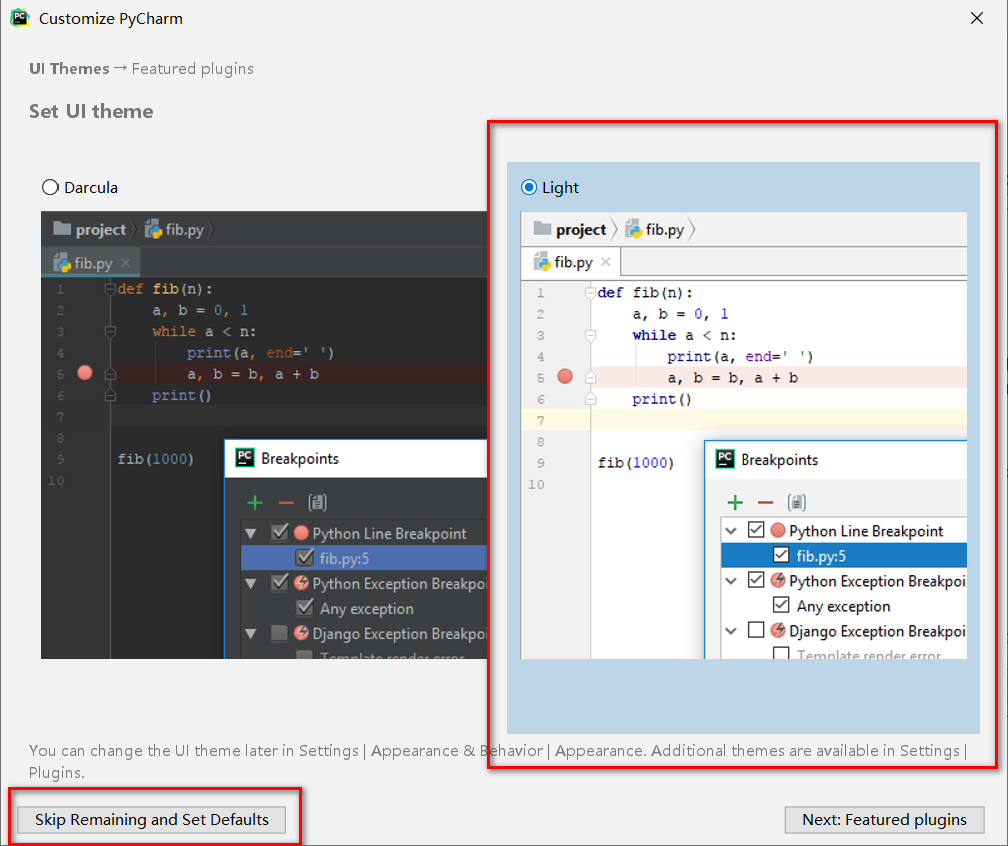 Customize PyCharm
UI Themes → Featured plugins
Set UI theme
Darcula
project fib.py
fib.py
1 def fib(n):
2 a, b = 0, 1
3 while a < n:
4 print(a, end=' ')
5 a, b = b, a + b
6 print()
7
8
9 fib(1000)
10
Breakpoints
Python Line Breakpoint
fib.py:5
Python Exception Breakpoi
Any exception
Django Exception Breakpoi
Template render error
Light
project fib.py
fib.py
1 def fib(n):
2 a, b = 0, 1
3 while a < n:
4 print(a, end=' ')
5 a, b = b, a + b
6 print()
7
8
9 fib(1000)
10
Breakpoints
Python Line Breakpoint
fib.py:5
Python Exception Breakpoi
Any exception
Django Exception Breakpoi
Template render error
You can change the UI theme later in Settings | Appearance & Behavior | Appearance. Additional themes are available in Settings |
Plugins.
Skip Remaining and Set Defaults
Next: Featured plugins